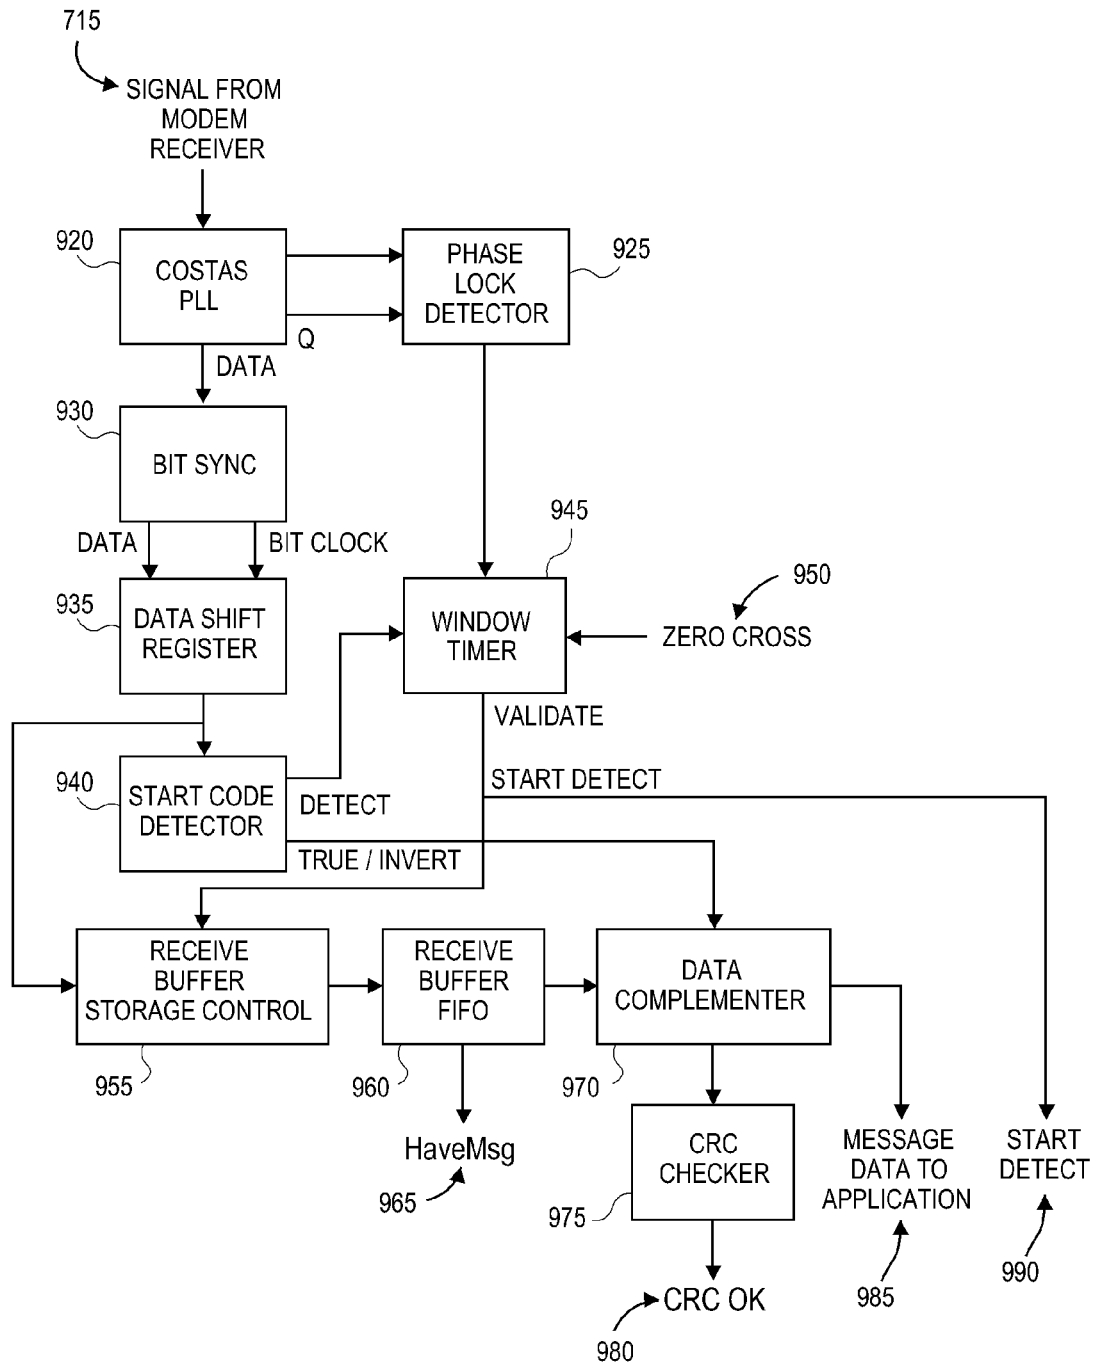 715
SIGNAL FROM
MODEM
RECEIVER
920
COSTAS
PLL
PHASE
LOCK
DETECTOR
925
Q
DATA
930
BIT SYNC
DATA
BIT CLOCK
945
950
935
DATA SHIFT
REGISTER
WINDOW
TIMER
ZERO CROSS
VALIDATE
940
START CODE
DETECTOR
DETECT
START DETECT
TRUE / INVERT
RECEIVE
BUFFER
STORAGE CONTROL
RECEIVE
BUFFER
FIFO
DATA
COMPLEMENTER
955
960
970
HaveMsg
965
CRC
CHECKER
975
MESSAGE
DATA TO
APPLICATION
START
DETECT
985
990
CRC OK
980